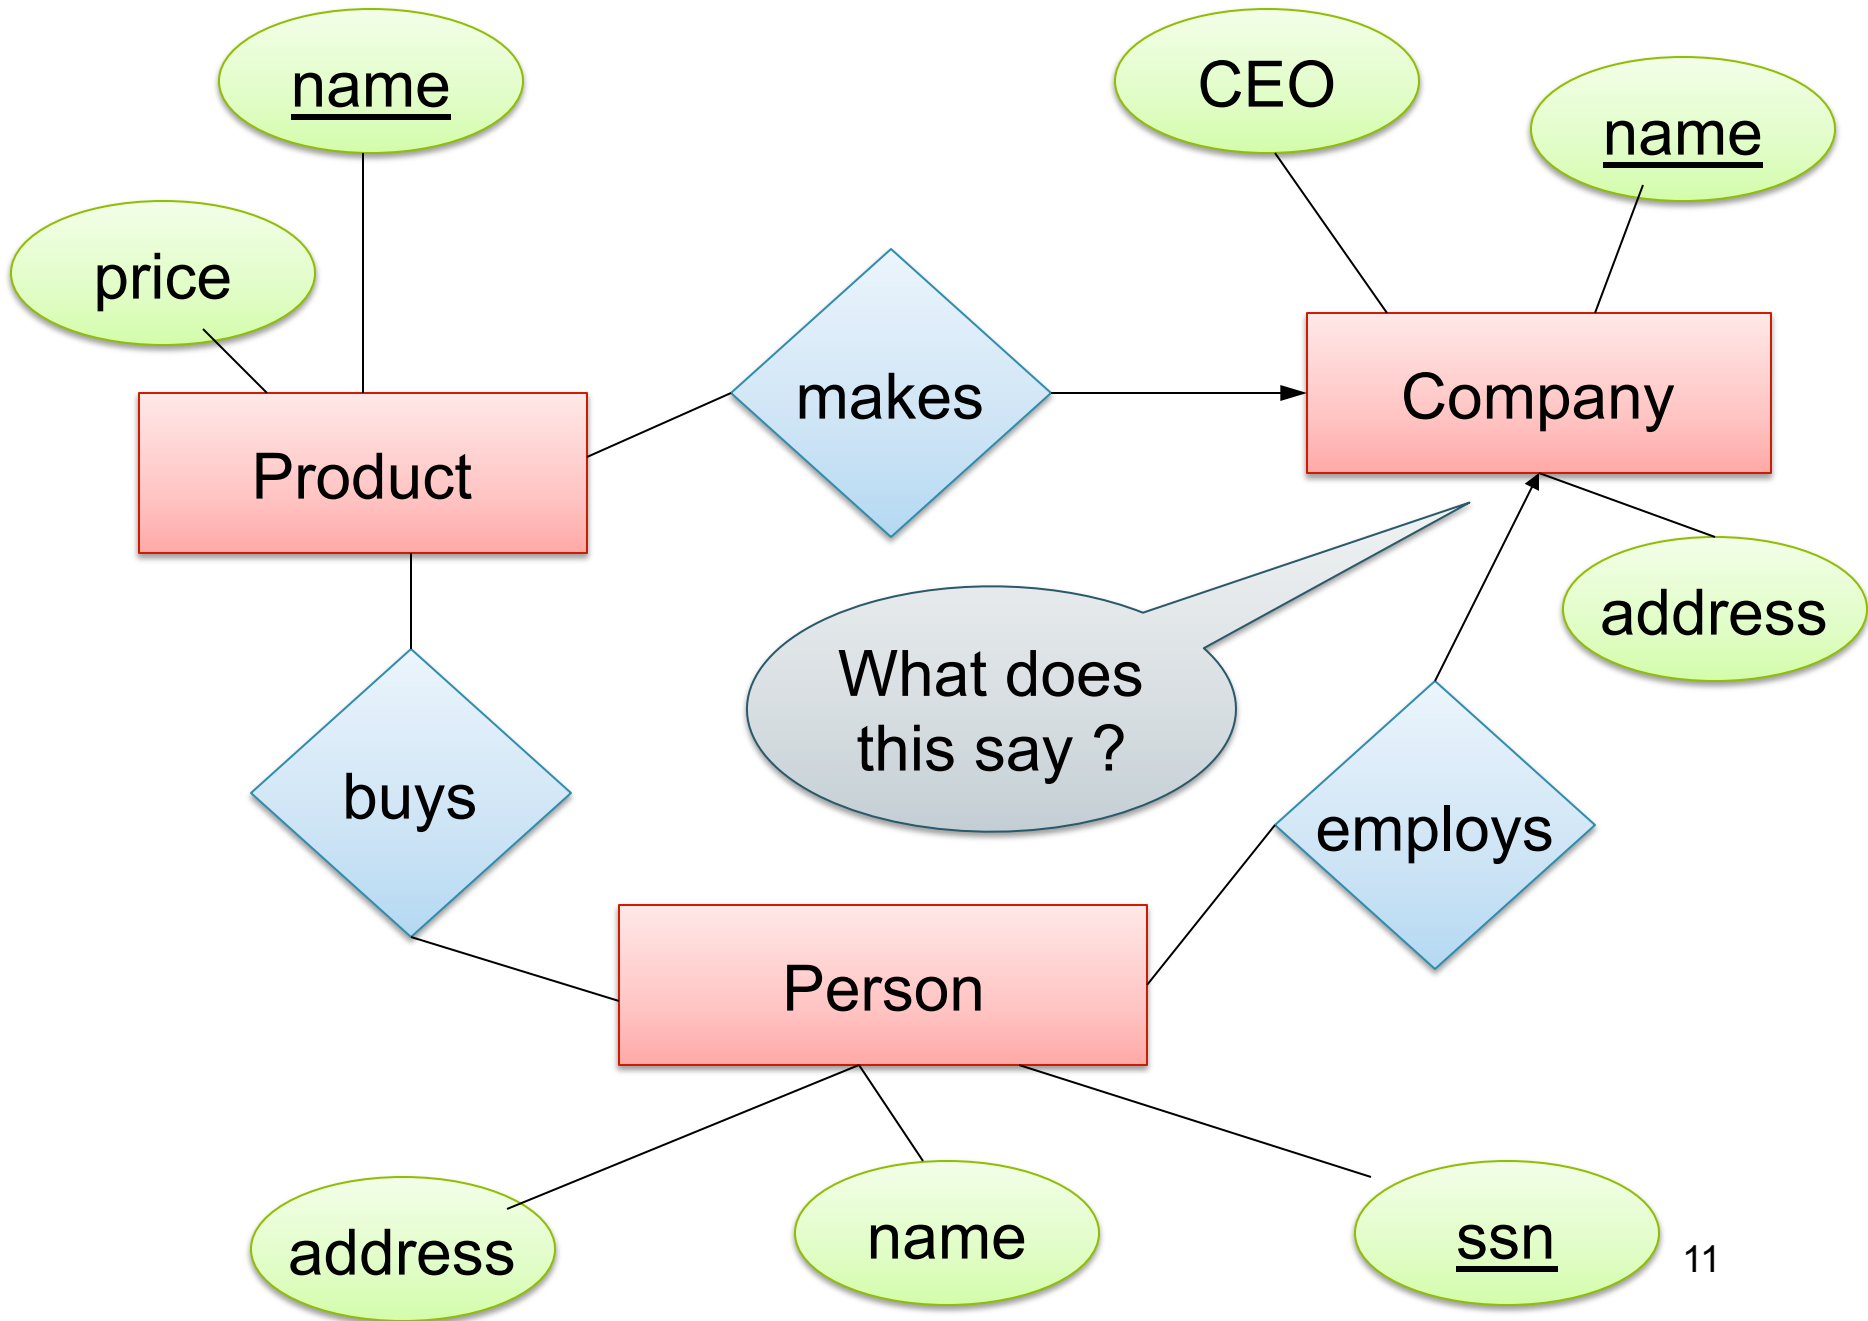 name
CEO
name
price
makes
Company
Product
address
What does
this say ?
buys
employs
Person
address
name
ssn
11